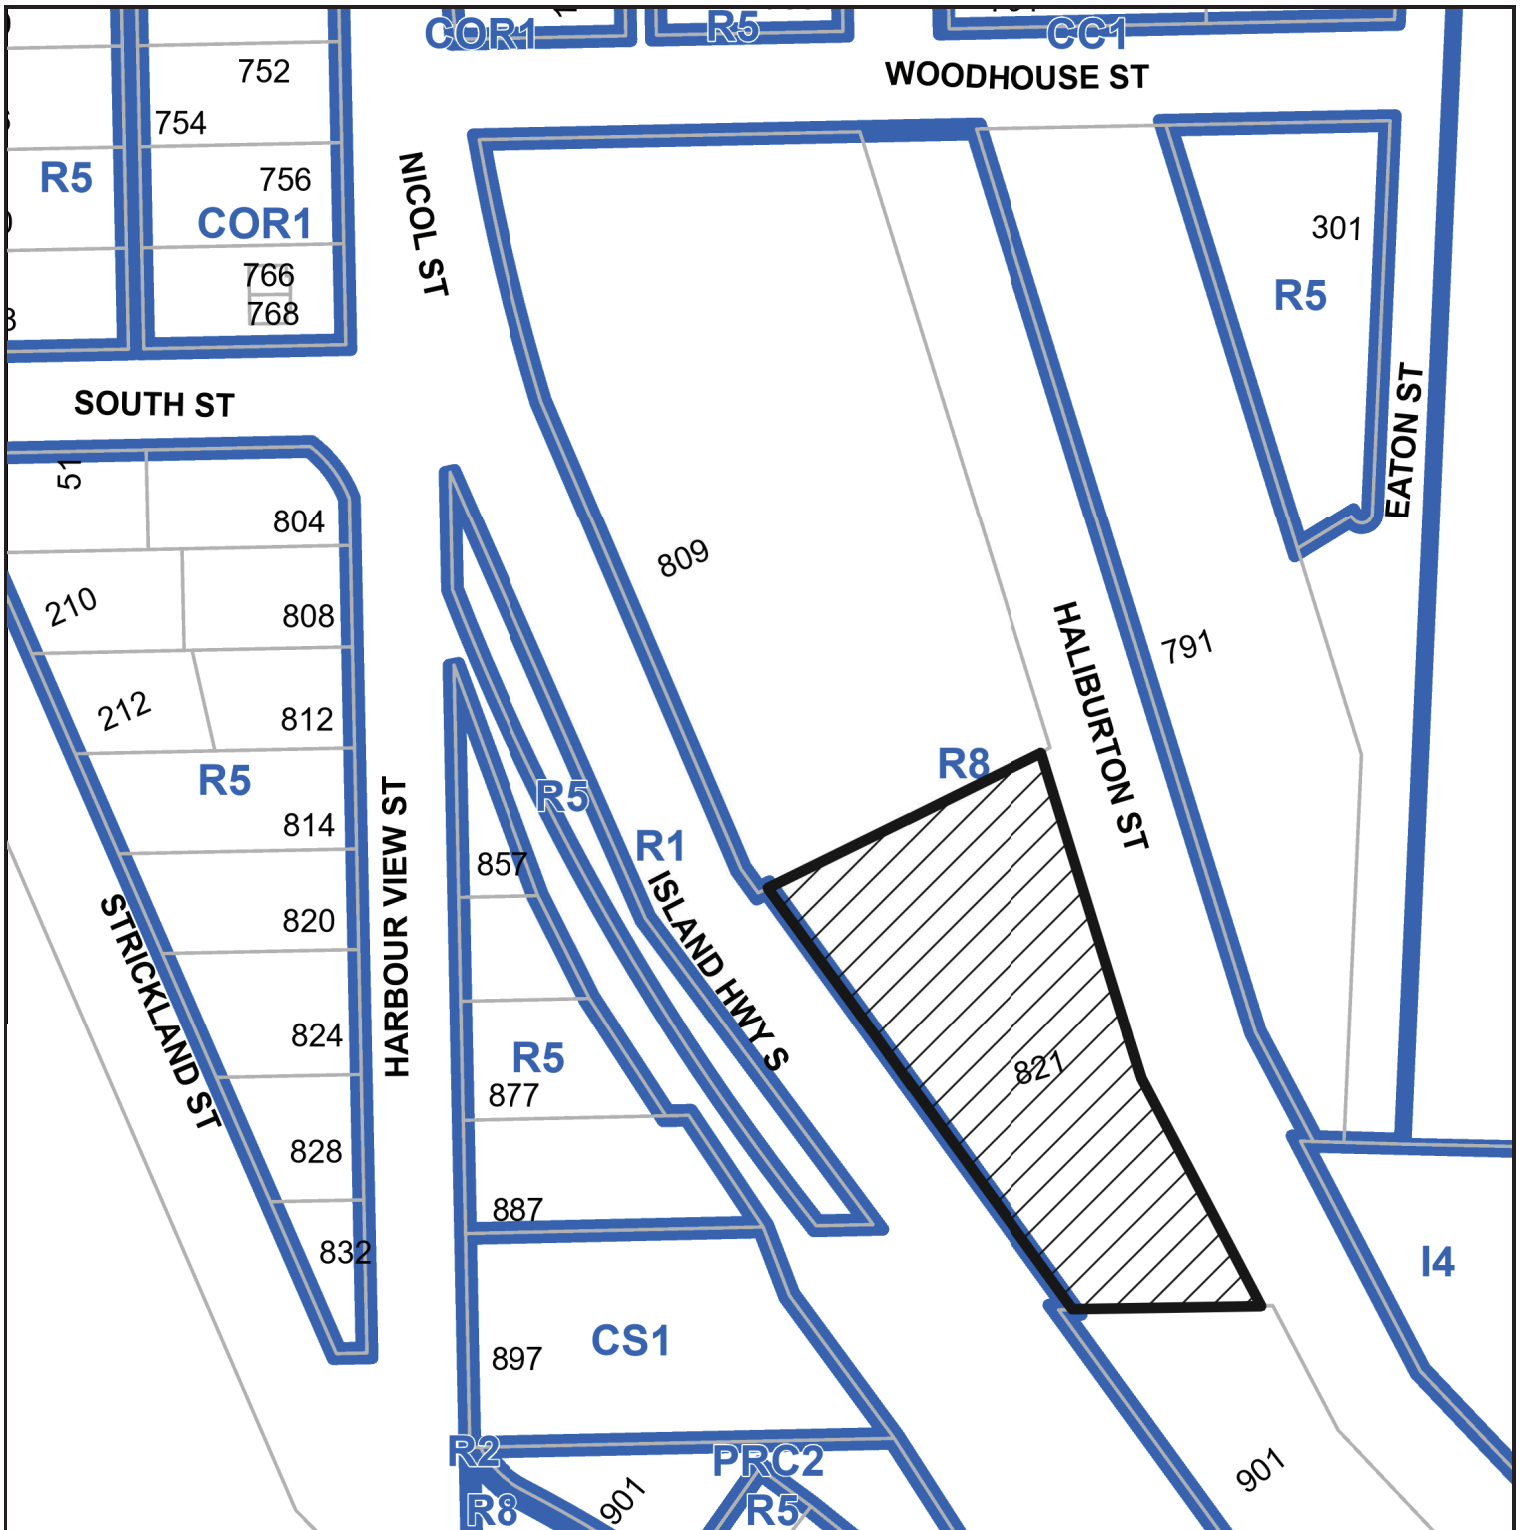 COR1
R5
CC1
WOODHOUSE ST
752
754
R5
756
COR1
766
768
NICOL ST
301
R5
SOUTH ST
EATON ST
51
804
809
210
808
HALIBURTON ST
791
212
812
R5
R8
R5
814
HARBOUR VIEW ST
R1
857
ISLAND HWY S
STRICKLAND ST
820
824
R5
821
877
828
887
832
I4
CS1
897
R2
PRC2
901
901
R8
R5